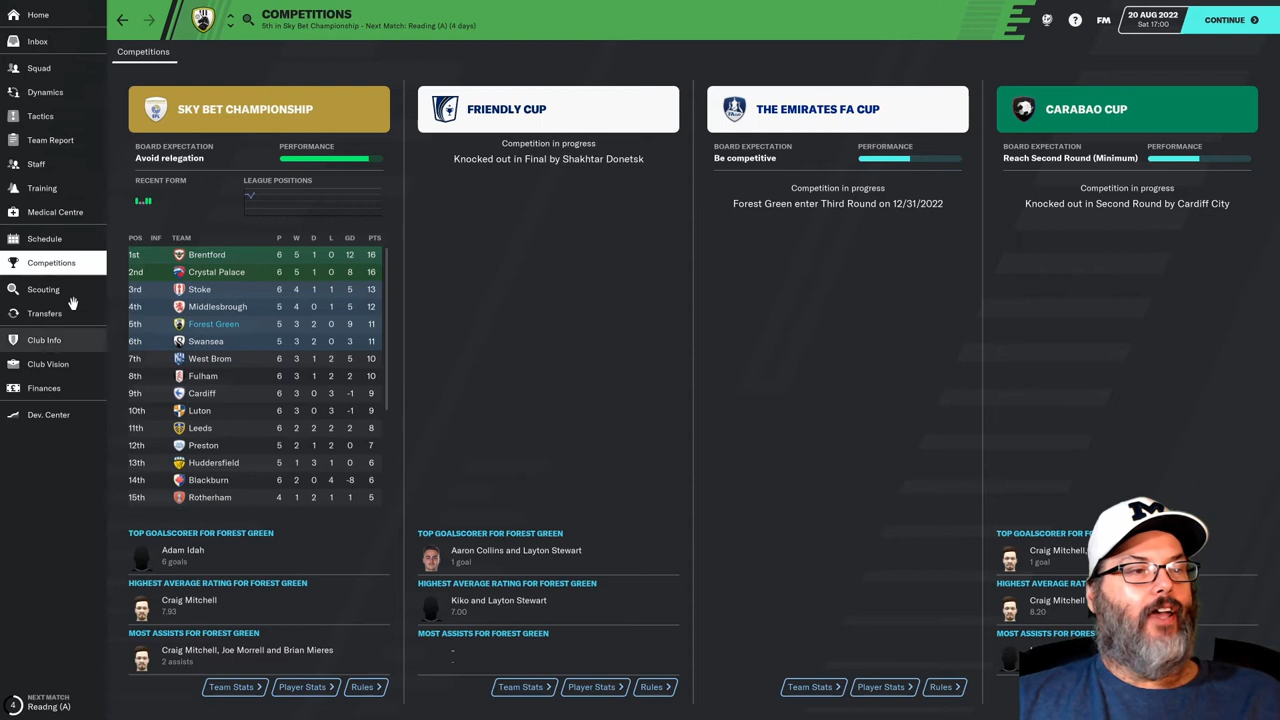 Home
Inbox
Squad
Dynamics
Tactics
Team Report
Staff
Training
Medical Centre
Schedule
Competitions
Scouting
Transfers
Club Info
Club Vision
Finances
Dev. Center
4
NEXT MATCH
Reading (A)
COMPETITIONS
5th in Sky Bet Championship - Next Match: Reading (A) (4 days)
FM
20 AUG 2022
Sat 17:00
CONTINUE
Competitions
SKY BET CHAMPIONSHIP
BOARD EXPECTATION
PERFORMANCE
Avoid relegation
RECENT FORM
LEAGUE POSITIONS
POS INF TEAM P W D L GD PTS
1st Brentford 6 5 1 0 12 16
2nd Crystal Palace 6 5 1 0 8 16
3rd Stoke 6 4 1 1 5 13
4th Middlesbrough 5 4 0 1 5 12
5th Forest Green 5 3 2 0 9 11
6th Swansea 5 3 2 0 3 11
7th West Brom 6 3 1 2 5 10
8th Fulham 6 3 1 2 2 10
9th Cardiff 6 3 0 3 -1 9
10th Luton 6 3 0 3 -1 9
11th Leeds 6 2 2 2 2 8
12th Preston 5 2 1 2 0 7
13th Huddersfield 5 1 3 1 0 6
14th Blackburn 6 2 0 4 -8 6
15th Rotherham 4 1 2 1 1 5
TOP GOALSCORER FOR FOREST GREEN
Adam Idah
6 goals
HIGHEST AVERAGE RATING FOR FOREST GREEN
Craig Mitchell
7.93
MOST ASSISTS FOR FOREST GREEN
Craig Mitchell, Joe Morrell and Brian Mieres
2 assists
Team Stats
Player Stats
Rules
FRIENDLY CUP
Competition in progress
Knocked out in Final by Shakhtar Donetsk
TOP GOALSCORER FOR FOREST GREEN
Aaron Collins and Layton Stewart
1 goal
HIGHEST AVERAGE RATING FOR FOREST GREEN
Kiko and Layton Stewart
7.00
MOST ASSISTS FOR FOREST GREEN
-
-
Team Stats
Player Stats
Rules
THE EMIRATES FA CUP
BOARD EXPECTATION
PERFORMANCE
Be competitive
Competition in progress
Forest Green enter Third Round on 12/31/2022
Team Stats
Player Stats
Rules
CARABAO CUP
BOARD EXPECTATION
PERFORMANCE
Reach Second Round (Minimum)
Competition in progress
Knocked out in Second Round by Cardiff City
TOP GOALSCORER FOR
Craig Mitchell,
1 goal
HIGHEST AVERAGE
Craig Mitchell
8.20
MOST ASSISTS FOR
M